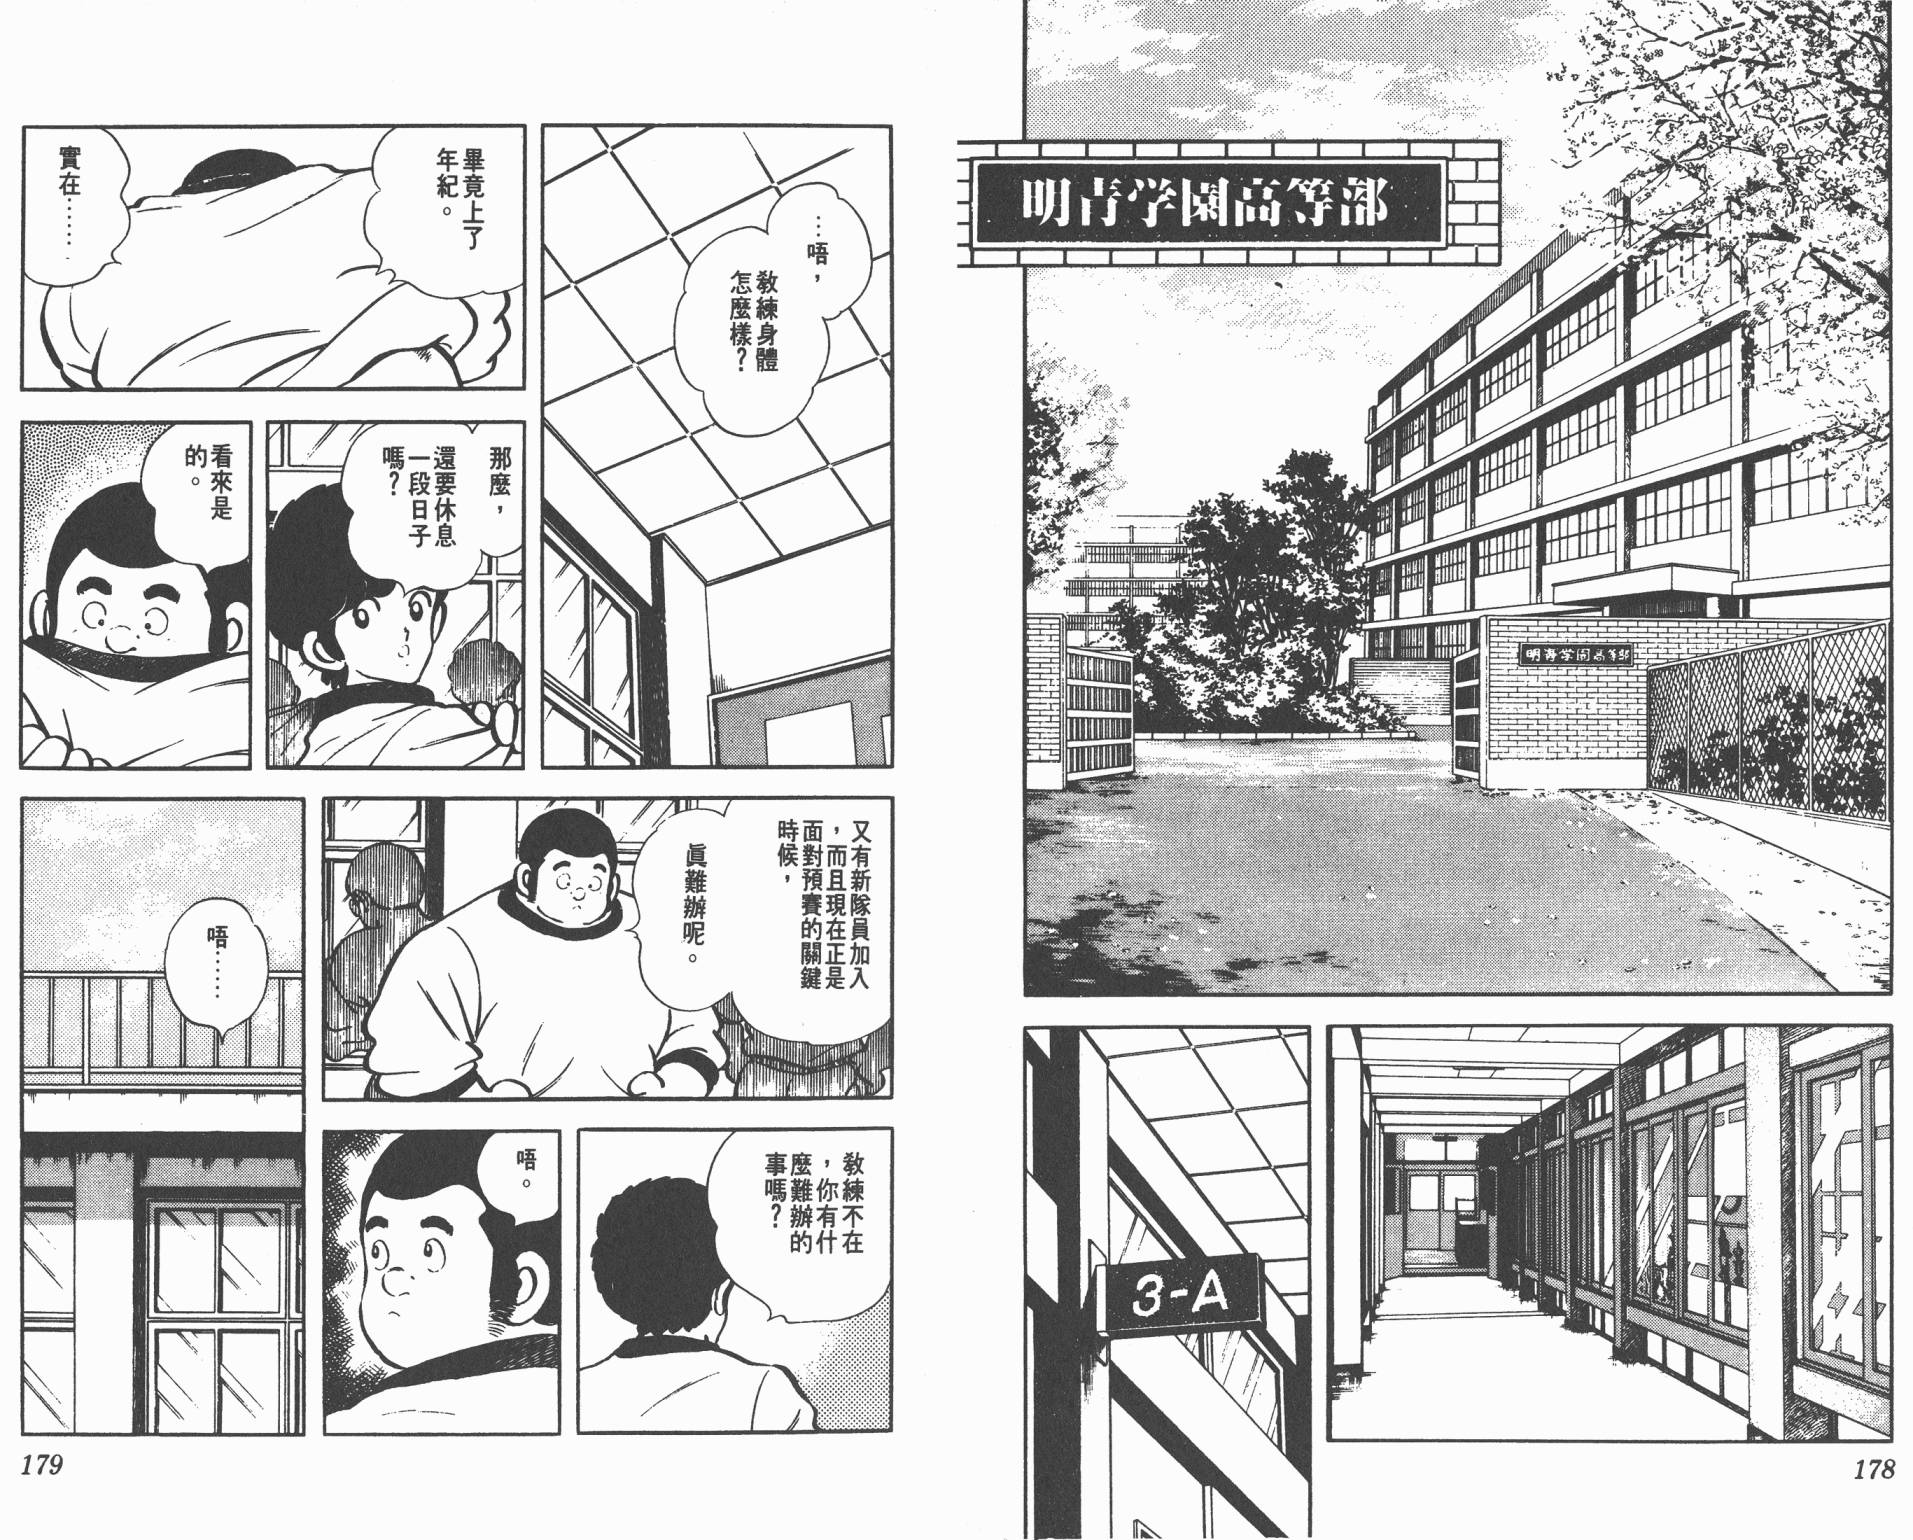 明青学園高等部
明青学園高等部
3-A
178
…唔，
教練身體
怎麼樣？
畢竟上了
年紀。
實在……
那麼，
還要休息
一段日子
嗎？
看來是
的。
又有新隊員加入
，而且現在正是
面對預賽的關鍵
時候，
眞難辦呢。
唔……
教練不在
，你有什
麼難辦的
事嗎？
唔。
179